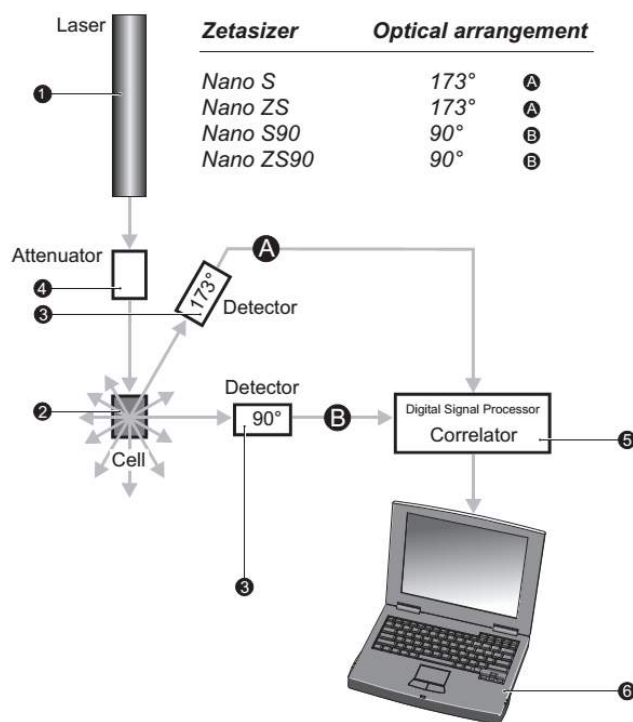 Laser
Zetasizer Optical arrangement
Nano S 173° A
Nano ZS 173° A
Nano S90 90° B
Nano ZS90 90° B
1
Attenuator
4
3
173°
A
Detector
2
Cell
Detector
90°
B
Digital Signal Processor
Correlator
5
3
6